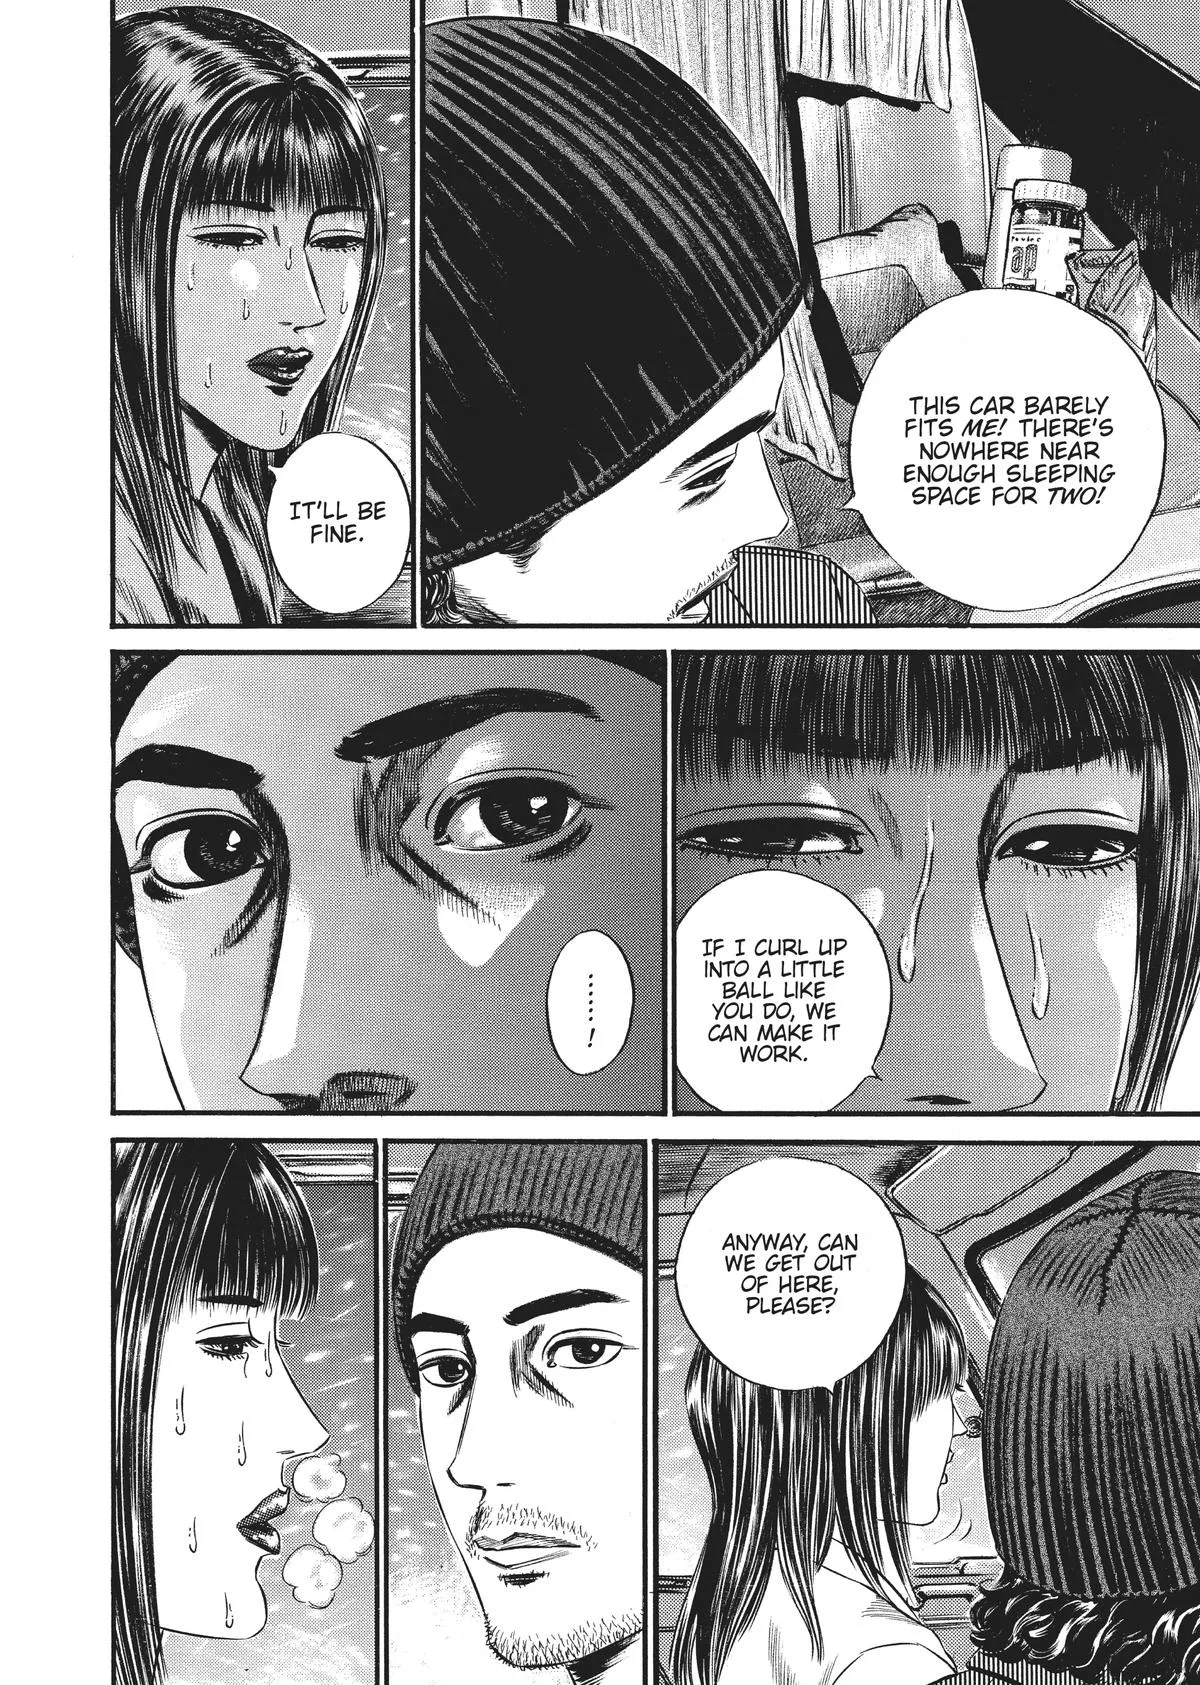 THIS CAR BARELY
FITS ME! THERE'S
NOWHERE NEAR
ENOUGH SLEEPING
SPACE FOR TWO!
IT'LL BE
FINE.
IF I CURL UP
INTO A LITTLE
BALL LIKE
YOU DO, WE
CAN MAKE IT
WORK.
......!
ANYWAY, CAN
WE GET OUT
OF HERE,
PLEASE?